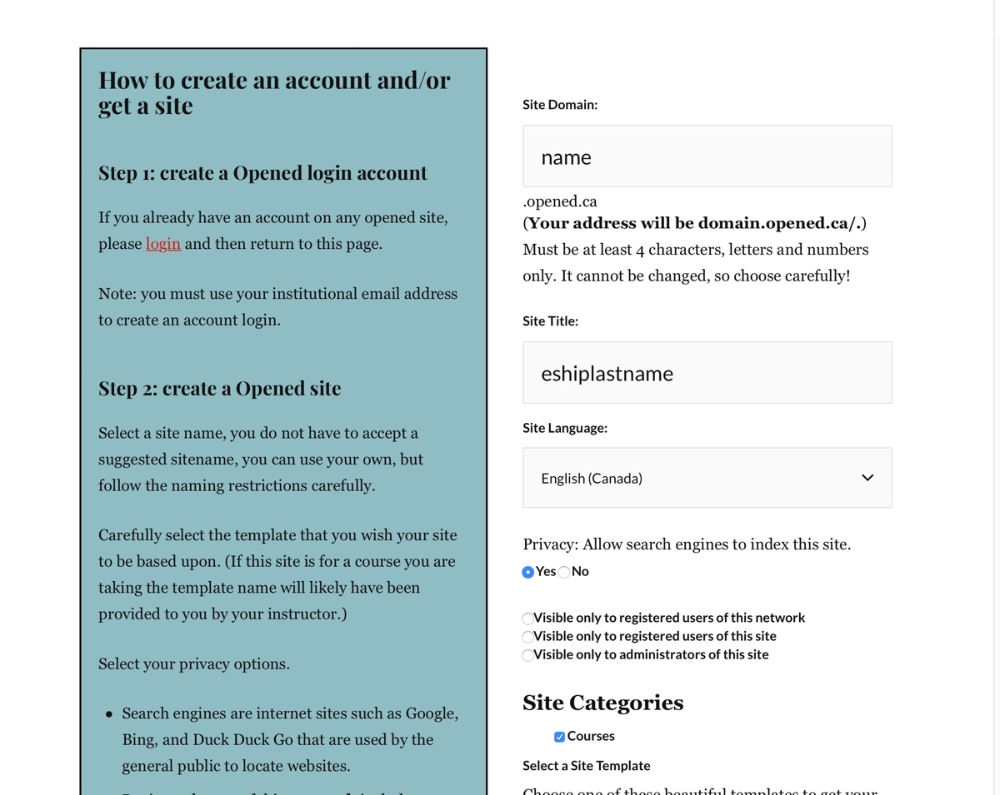 How to create an account and/or
get a site
Step 1: create a Opened login account
If you already have an account on any opened site,
please login and then return to this page.
Note: you must use your institutional email address
to create an account login.
Step 2: create a Opened site
Select a site name, you do not have to accept a
suggested sitename, you can use your own, but
follow the naming restrictions carefully.
Carefully select the template that you wish your site
to be based upon. (If this site is for a course you are
taking the template name will likely have been
provided to you by your instructor.)
Select your privacy options.
• Search engines are internet sites such as Google,
Bing, and Duck Duck Go that are used by the
general public to locate websites.
Site Domain:
name
.opened.ca
(Your address will be domain.opened.ca/.)
Must be at least 4 characters, letters and numbers
only. It cannot be changed, so choose carefully!
Site Title:
eshiplastname
Site Language:
English (Canada)
Privacy: Allow search engines to index this site.
Yes No
Visible only to registered users of this network
Visible only to registered users of this site
Visible only to administrators of this site
Site Categories
Courses
Select a Site Template
Choose one of these beautiful templates to get your